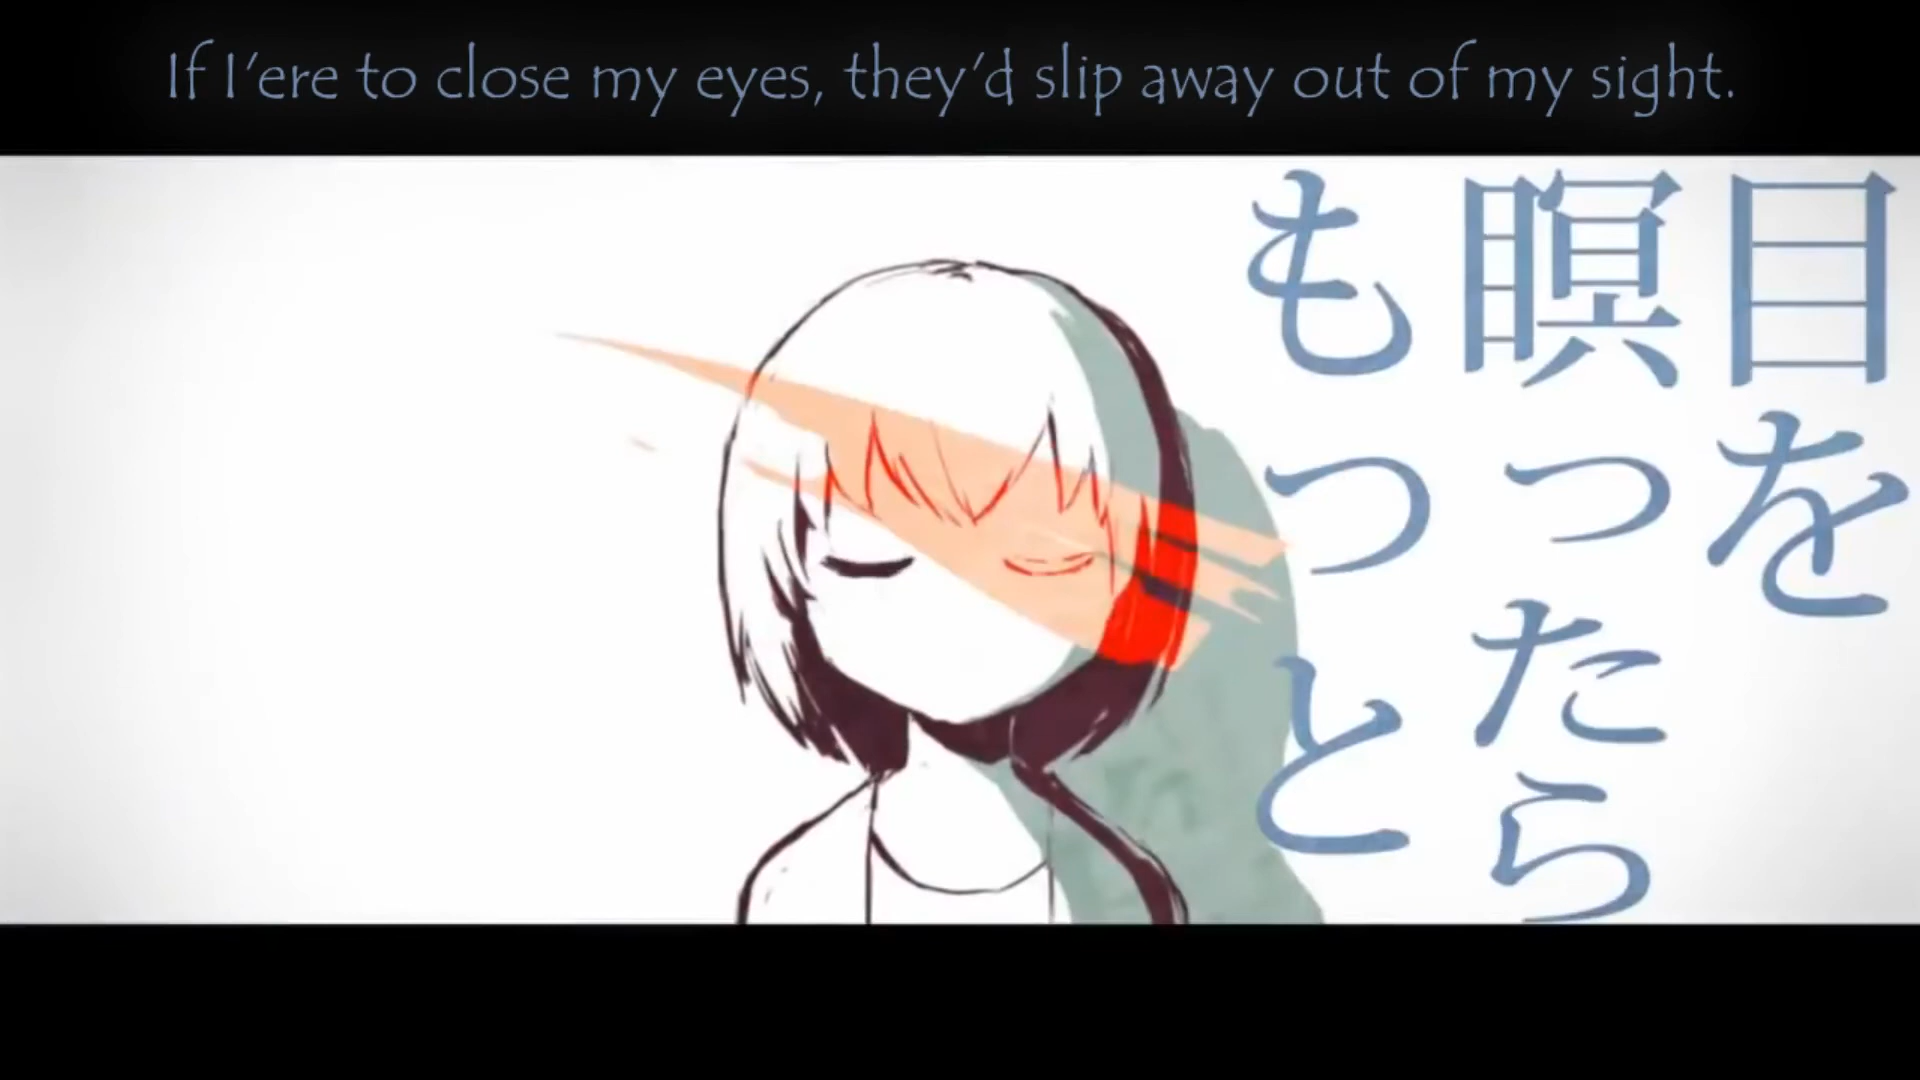 If I'ere to close my eyes, they'd slip away out of my sight.
目を
瞑ったら
もつと